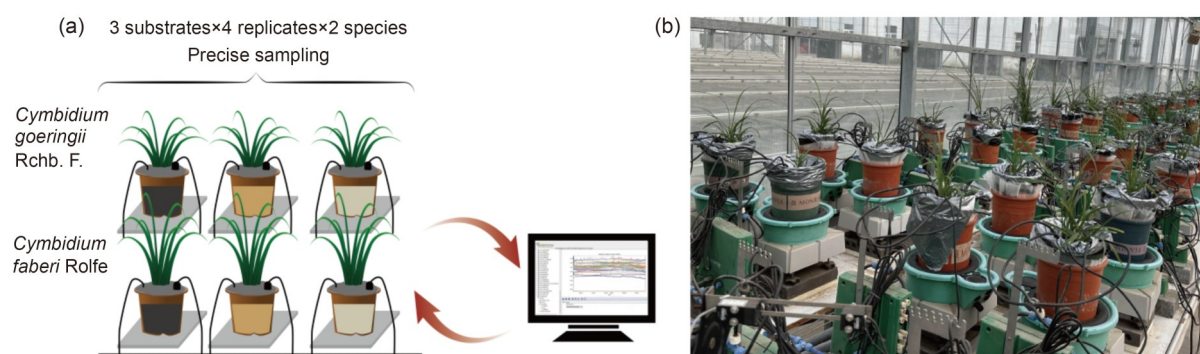 (a) 3 substrates×4 replicates×2 species
Precise sampling
Cymbidium
goeringii
Rchb. F.
Cymbidium
faberi Rolfe
(b)